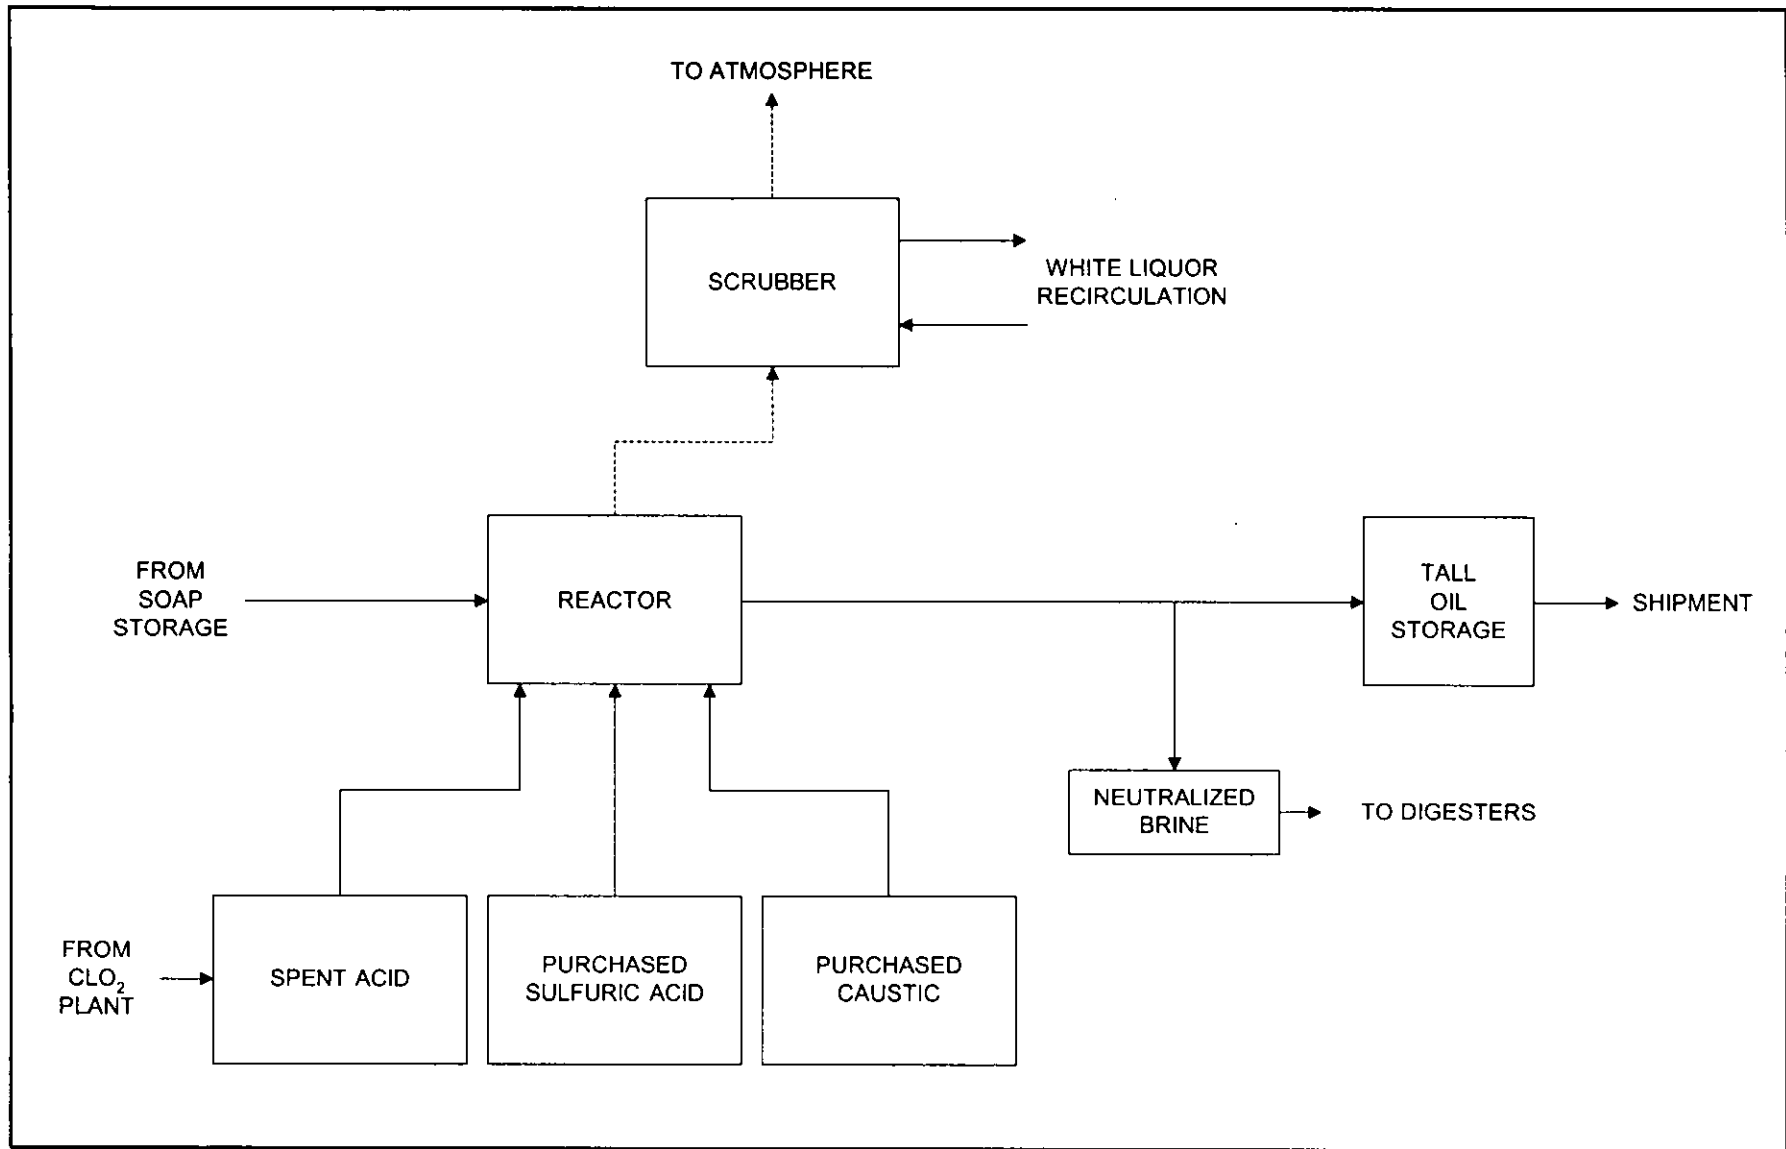 TO ATMOSPHERE
SCRUBBER
WHITE LIQUOR
RECIRCULATION
FROM
SOAP
STORAGE
REACTOR
TALL
OIL
STORAGE
SHIPMENT
NEUTRALIZED
BRINE
TO DIGESTERS
FROM
CLO₂
PLANT
SPENT ACID
PURCHASED
SULFURIC ACID
PURCHASED
CAUSTIC